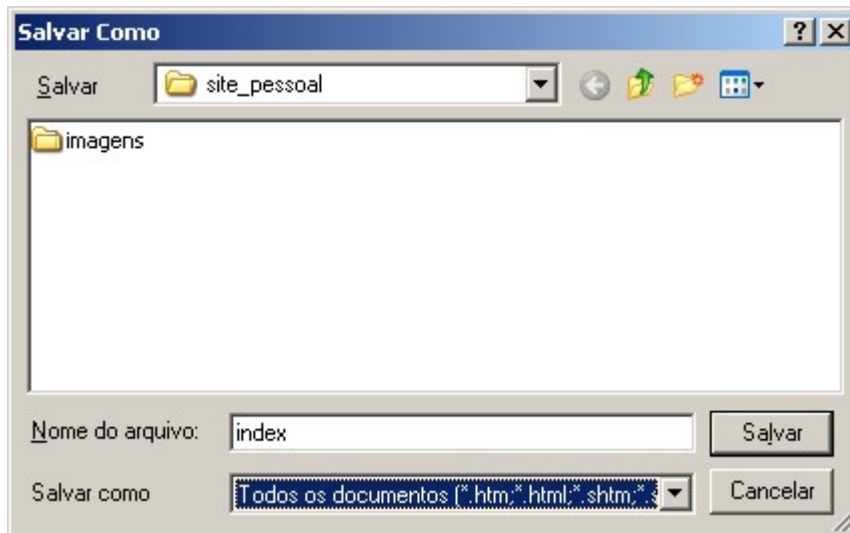 Salvar Como
Salvar site_pessoal
imagens
Nome do arquivo: index Salvar
Salvar como Todos os documentos (*.htm;*.html;*.shtm;*.s Cancelar